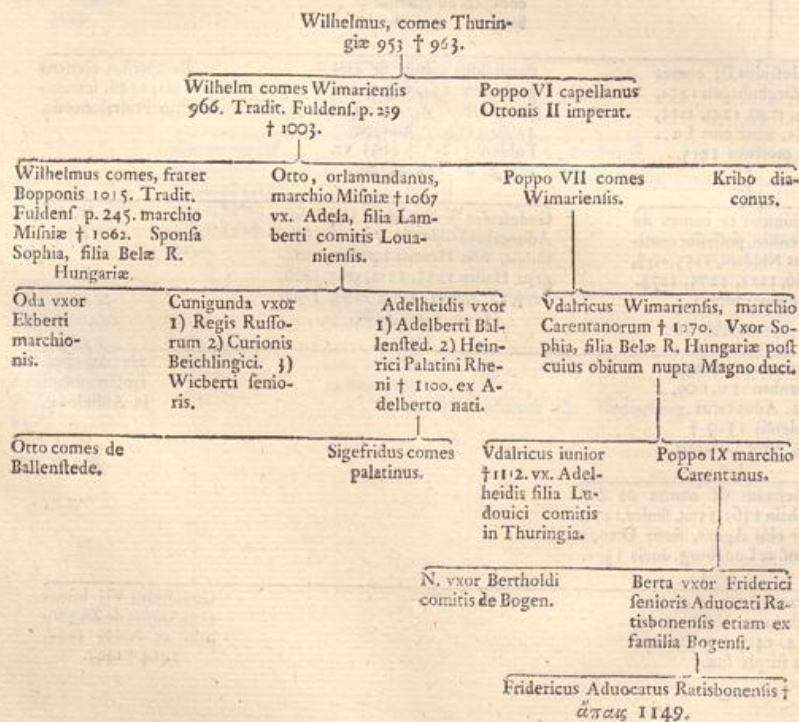 Wilhelmus, comes Thurin-
giæ 953 † 963.
Wilhelm comes Wimariensis
966. Tradit. Fuldens. p. 239
† 1003.
Poppo VI capellanus
Ottonis II imperat.
Wilhelmus comes, frater
Bopponis 1015. Tradit.
Fuldenſ p. 245. marchio
Miſniæ † 1062. Sponſa
Sophia, filia Belæ R.
Hungariæ.
Otto, orlamundanus,
marchio Miſniæ † 1067
vx. Adela, filia Lam-
berti comitis Loua-
nienſis.
Poppo VII comes
Wimarienſis.
Kribo dia-
conus.
Oda vxor
Ekberti
marchio-
nis.
Cunigunda vxor
1) Regis Ruſſo-
rum 2) Curionis
Beichlingici. 3)
Wicberti ſenio-
ris.
Adelheidis vxor
1) Adelberti Bal-
lenſted. 2) Hein-
rici Palatini Rhe-
ni † 1100. ex A-
delberto nati.
Vdalricus Wimarienſis, marchio
Carentanorum † 1070. Vxor So-
phia, filia Belæ R. Hungariæ poſt
cuius obitum nupta Magno duci.
Otto comes de
Ballenſtede.
Sigefridus comes
palatinus.
Vdalricus iunior
† 1112. vx. Adel-
heidis filia Lu-
douici comitis
in Thuringia.
Poppo IX marchio
Carentanus.
N. vxor Bertholdi
comitis de Bogen.
Berta vxor Friderici
ſenioris Aduocati Ra-
tisbonenſis etiam ex
familia Bogenſi.
Fridericus Aduocatus Ratisbonenſis †
ἄπαις 1149.